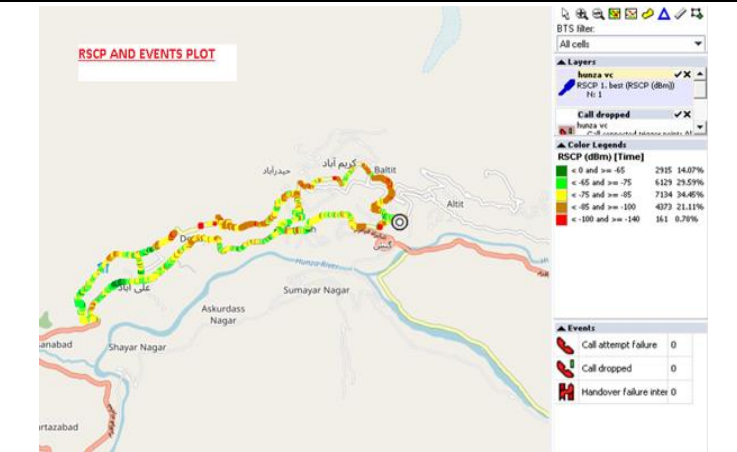 RSCP AND EVENTS PLOT
BTS filter:
All cells
Layers
hunza vc
RSCP 1. best (RSCP (dBm))
N: 1
Call dropped
hunza vc
Color Legends
RSCP (dBm) [Time]
< 0 and >= -65 2915 14.07%
< -65 and >= -75 6129 29.59%
< -75 and >= -85 7134 34.45%
< -85 and >= -100 4373 21.11%
< -100 and >= -140 161 0.78%
Events
Call attempt failure 0
Call dropped 0
Handover failure inter 0
حیدرآباد
کریم آباد
Baltit
Altit
گنش
علی آباد
Hunza River
Sumayar Nagar
Askurdass
Nagar
Shayar Nagar
anabad
rtazabad